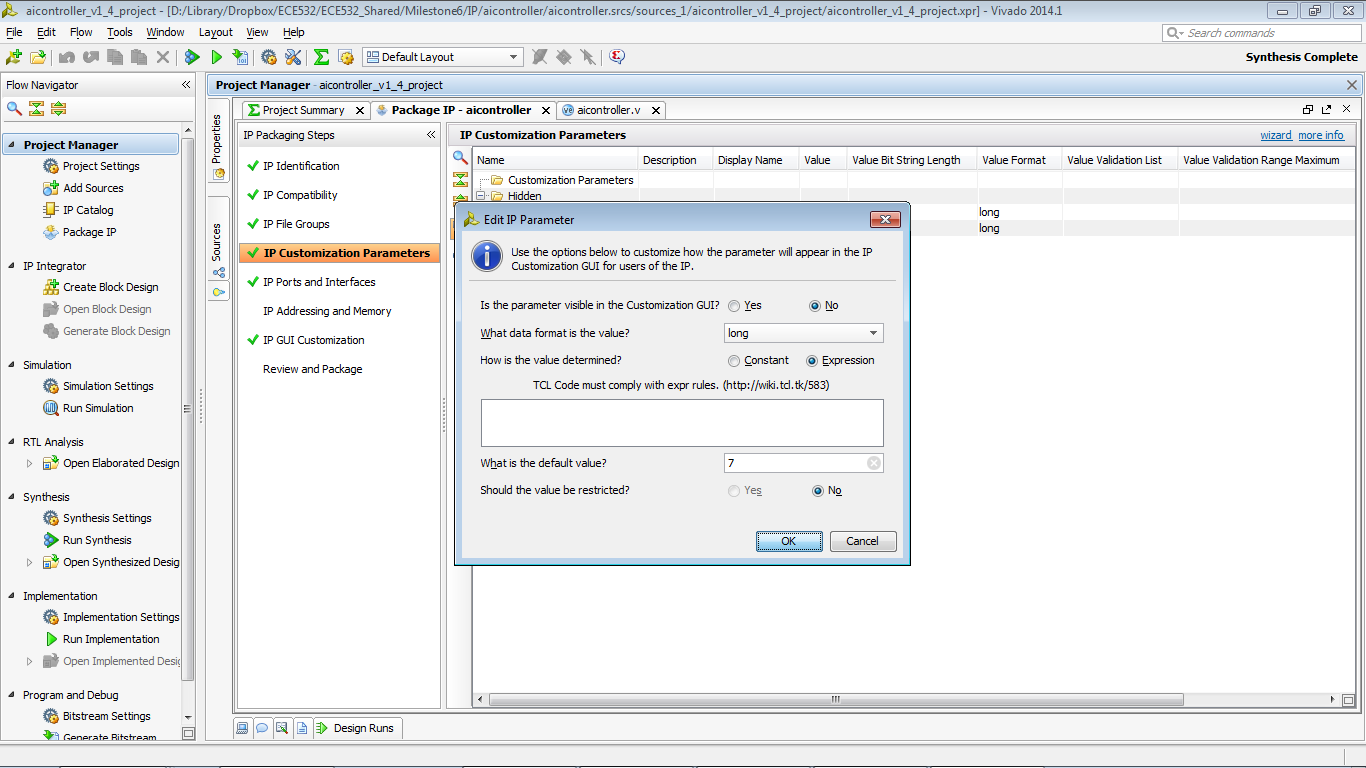 aicontroller_v1_4_project - [D:/Library/Dropbox/ECE532/ECE532_Shared/Milestone6/IP/aicontroller/aicontroller.srcs/sources_1/aicontroller_v1_4_project/aicontroller_v1_4_project.xpr] - Vivado 2014.1
File Edit Flow Tools Window Layout View Help
Search commands
Default Layout
Synthesis Complete
Flow Navigator
Project Manager
Project Settings
Add Sources
IP Catalog
Package IP
IP Integrator
Create Block Design
Open Block Design
Generate Block Design
Simulation
Simulation Settings
Run Simulation
RTL Analysis
Open Elaborated Design
Synthesis
Synthesis Settings
Run Synthesis
Open Synthesized Desig
Implementation
Implementation Settings
Run Implementation
Open Implemented Desig
Program and Debug
Bitstream Settings
Generate Bitstream
Project Manager - aicontroller_v1_4_project
Properties
Sources
Project Summary
Package IP - aicontroller
aicontroller.v
IP Packaging Steps
IP Identification
IP Compatibility
IP File Groups
IP Customization Parameters
IP Ports and Interfaces
IP Addressing and Memory
IP GUI Customization
Review and Package
IP Customization Parameters
wizard more info
Name Description Display Name Value Value Bit String Length Value Format Value Validation List Value Validation Range Maximum
Customization Parameters
Hidden
long
long
Edit IP Parameter
Use the options below to customize how the parameter will appear in the IP
Customization GUI for users of the IP.
Is the parameter visible in the Customization GUI? Yes No
What data format is the value? long
How is the value determined? Constant Expression
TCL Code must comply with expr rules. (http://wiki.tcl.tk/583)
What is the default value? 7
Should the value be restricted? Yes No
OK Cancel
Design Runs